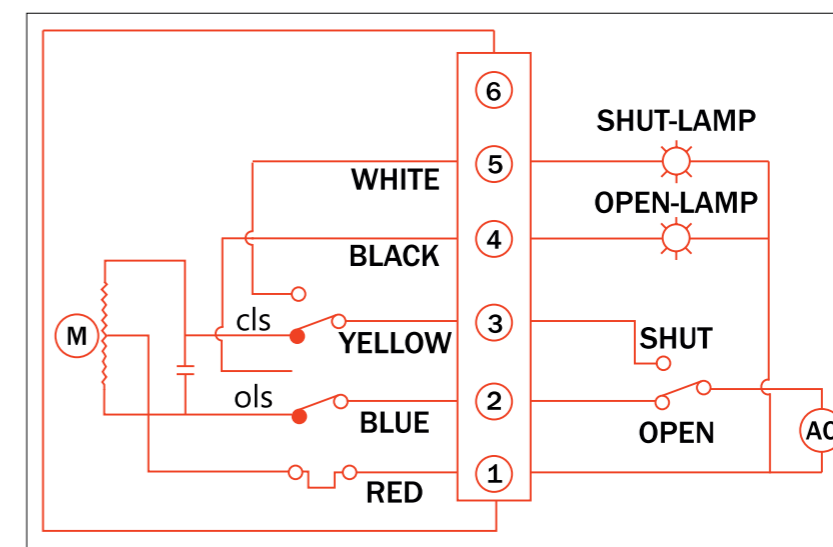 6
SHUT-LAMP
5
WHITE
OPEN-LAMP
4
BLACK
cls
3
YELLOW
SHUT
M
ols
2
BLUE
OPEN
AC
1
RED